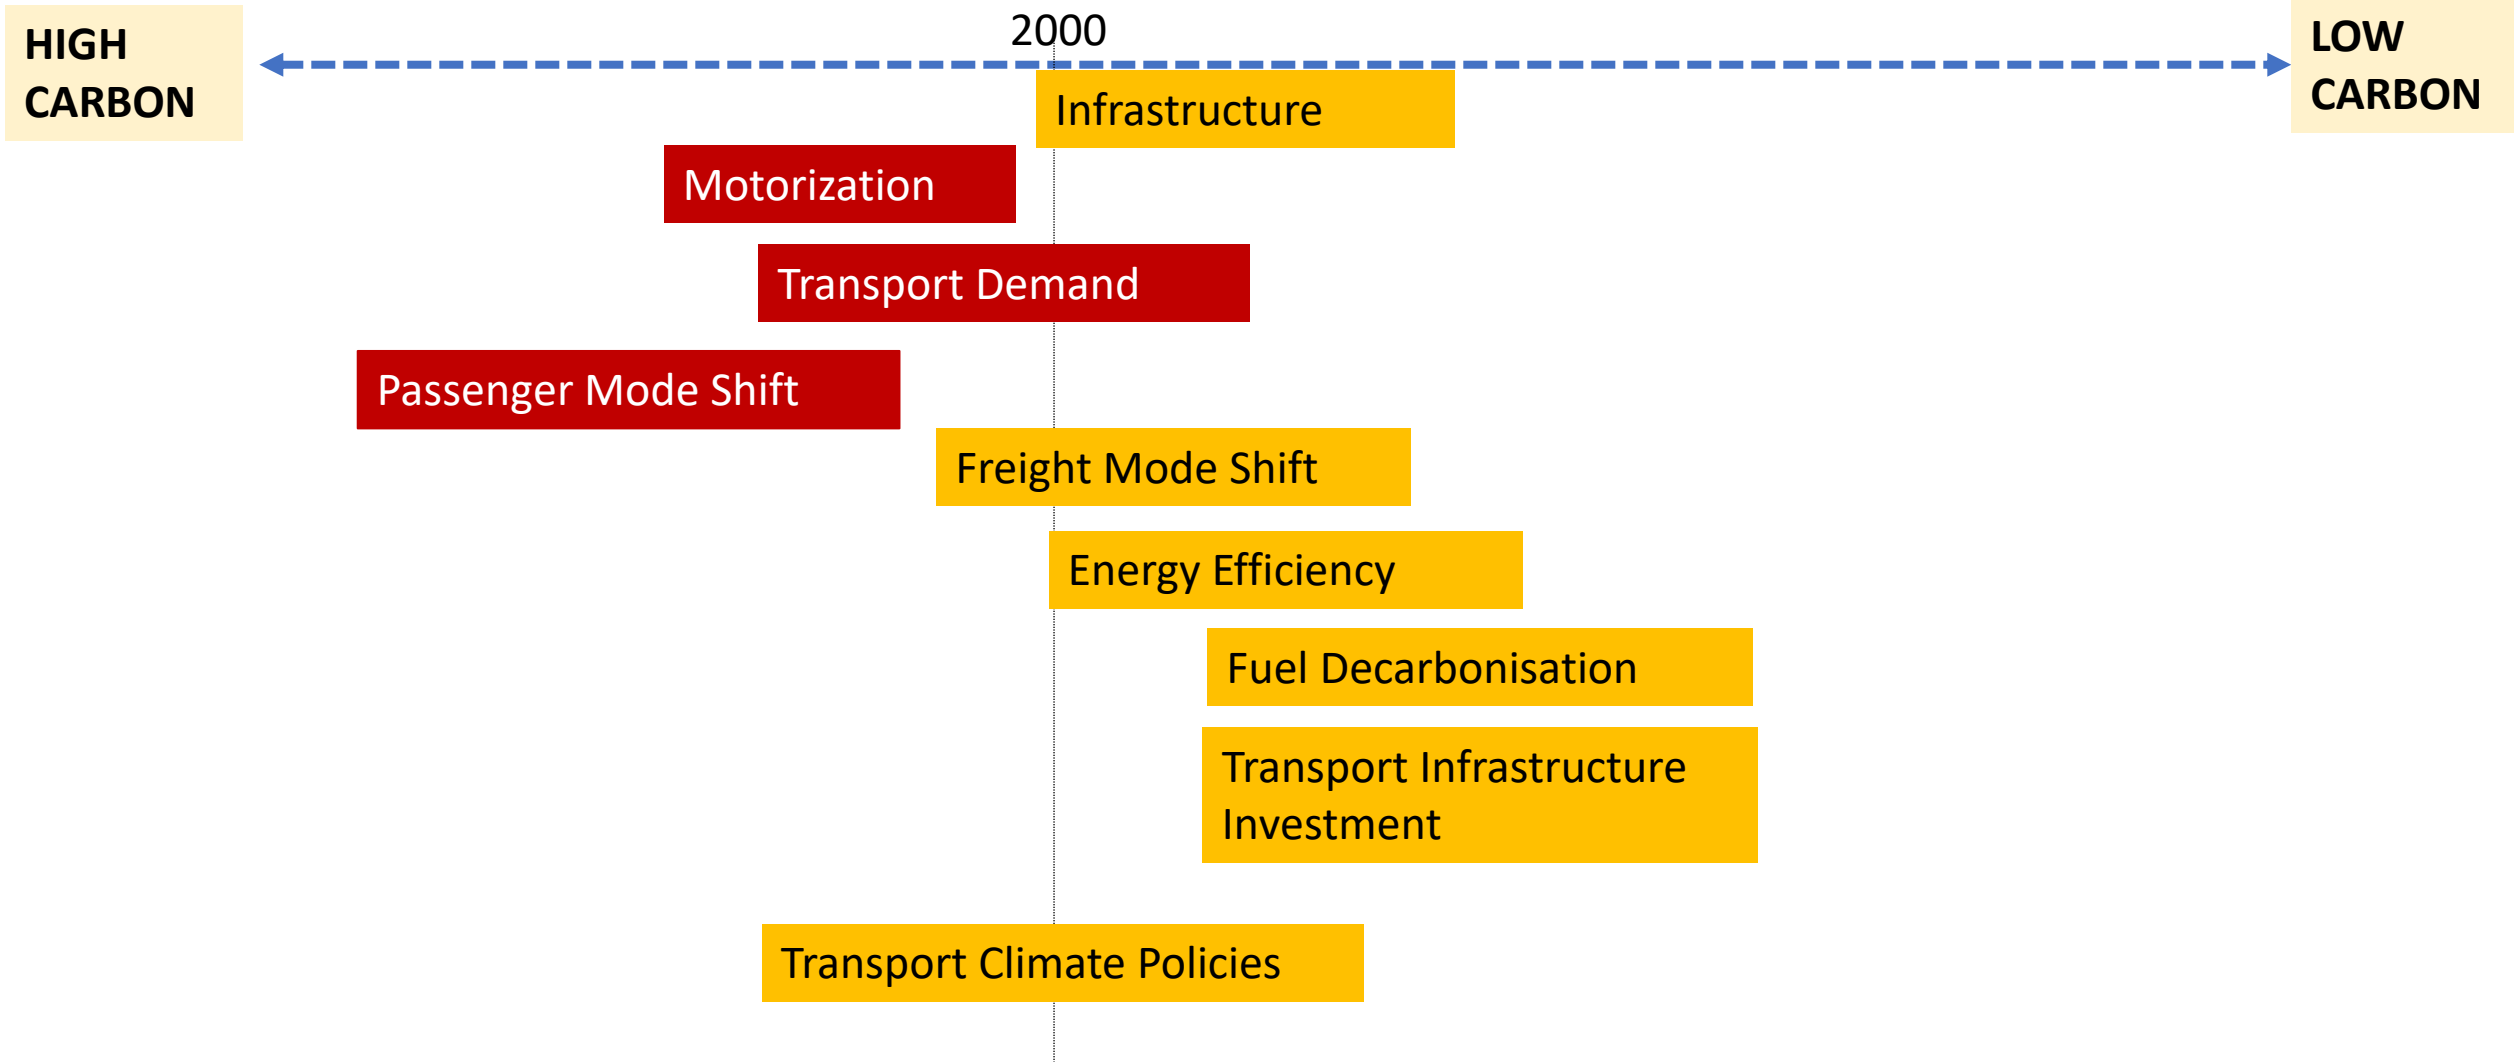 HIGH
CARBON
2000
LOW
CARBON
Infrastructure
Motorization
Transport Demand
Passenger Mode Shift
Freight Mode Shift
Energy Efficiency
Fuel Decarbonisation
Transport Infrastructure
Investment
Transport Climate Policies